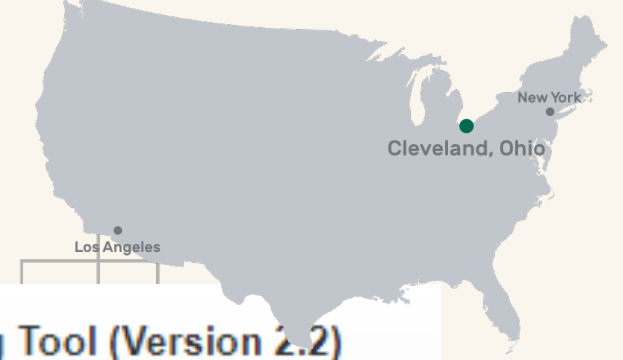 New York
Cleveland, Ohio
Los Angeles
Tool (Version 2.2)